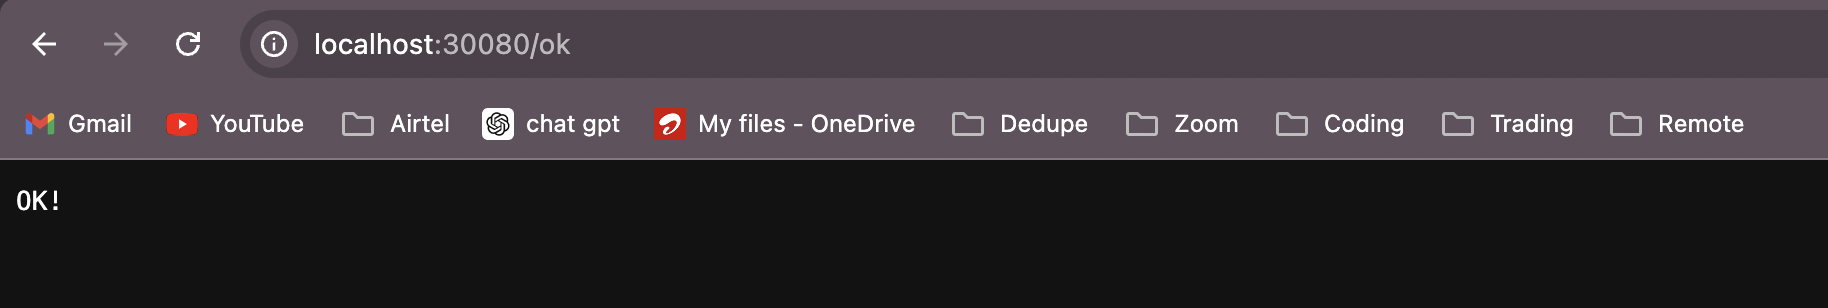 localhost:30080/ok
Gmail YouTube Airtel chat gpt My files - OneDrive Dedupe Zoom Coding Trading Remote
OK!